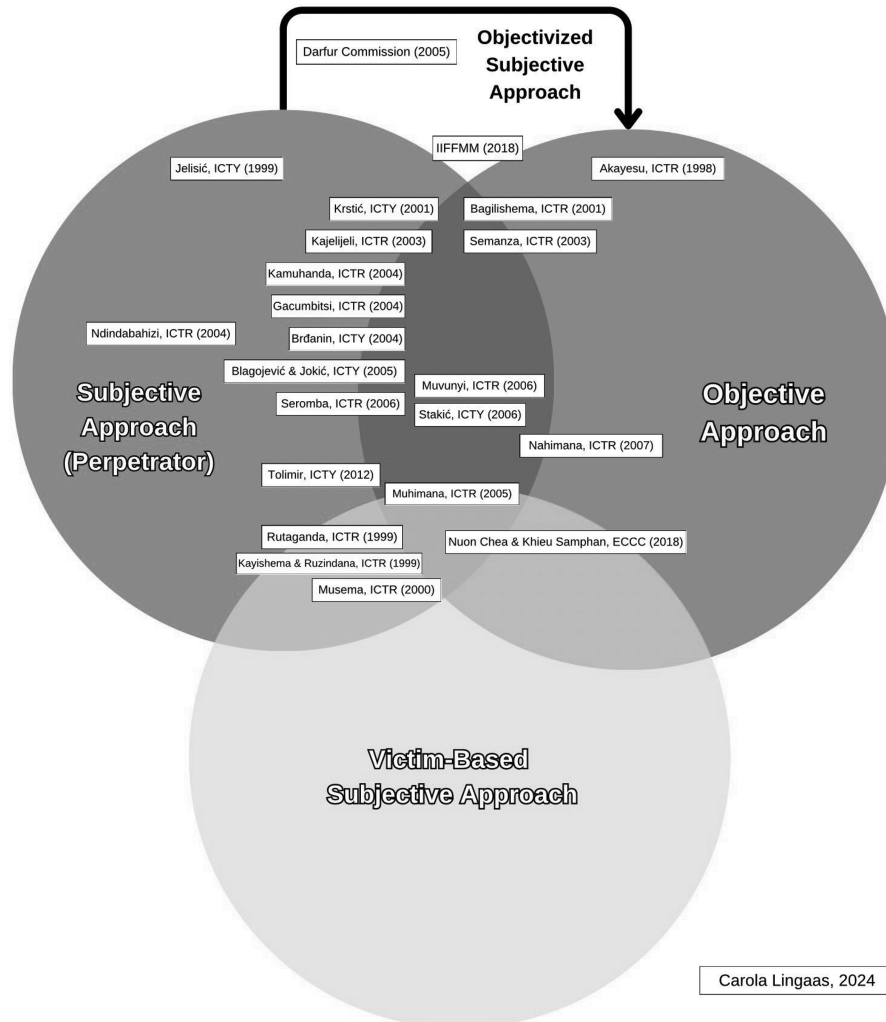 Darfur Commission (2005)
Objectivized
Subjective
Approach
IIFFMM (2018)
Jelisić, ICTY (1999)
Akayesu, ICTR (1998)
Krstić, ICTY (2001)
Bagilishema, ICTR (2001)
Kajelijeli, ICTR (2003)
Semanza, ICTR (2003)
Kamuhanda, ICTR (2004)
Gacumbitsi, ICTR (2004)
Ndindabahizi, ICTR (2004)
Brđanin, ICTY (2004)
Blagojević & Jokić, ICTY (2005)
Muvunyi, ICTR (2006)
Seromba, ICTR (2006)
Stakić, ICTY (2006)
Subjective
Approach
(Perpetrator)
Objective
Approach
Nahimana, ICTR (2007)
Tolimir, ICTY (2012)
Muhimana, ICTR (2005)
Rutaganda, ICTR (1999)
Nuon Chea & Khieu Samphan, ECCC (2018)
Kayishema & Ruzindana, ICTR (1999)
Musema, ICTR (2000)
Victim-Based
Subjective Approach
Carola Lingaas, 2024